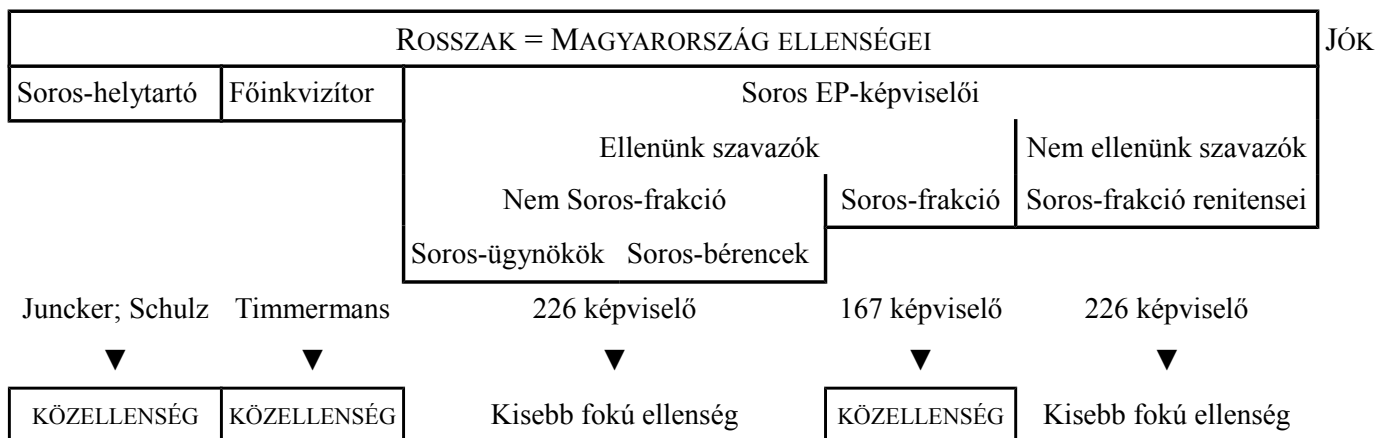 ROSSZAK = MAGYARORSZÁG ELLENSÉGEI JÓK
Soros-helytartó Főinkvizítor Soros EP-képviselői
Ellenünk szavazók Nem ellenünk szavazók
Nem Soros-frakció Soros-frakció Soros-frakció renitensei
Soros-ügynökök Soros-bérencek
Juncker; Schulz Timmermans 226 képviselő 167 képviselő 226 képviselő
▼ ▼ ▼ ▼ ▼
KÖZELLENSÉG KÖZELLENSÉG Kisebb fokú ellenség KÖZELLENSÉG Kisebb fokú ellenség